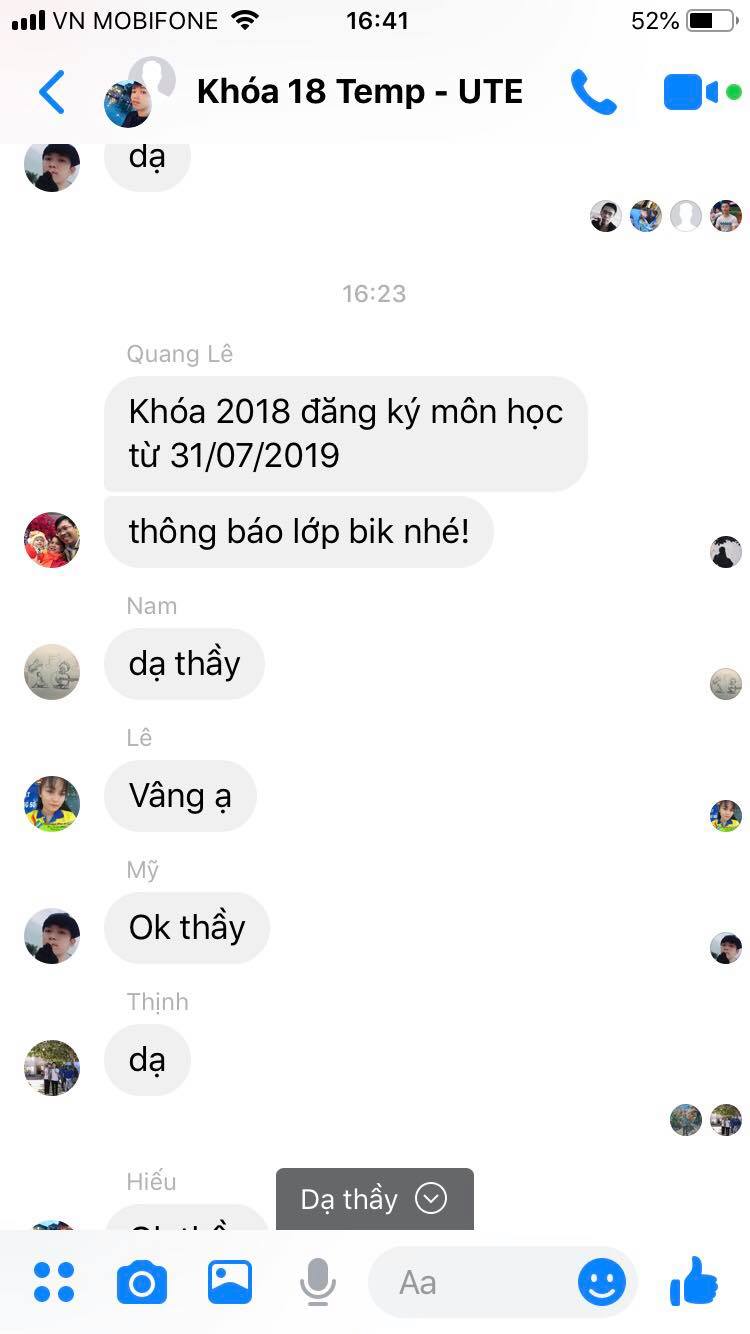 VN MOBIFONE 16:41 52%
Khóa 18 Temp - UTE
dạ
16:23
Quang Lê
Khóa 2018 đăng ký môn học
từ 31/07/2019
thông báo lớp bik nhé!
Nam
dạ thầy
Lê
Vâng ạ
Mỹ
Ok thầy
Thịnh
dạ
Hiếu
Dạ thầy
Aa